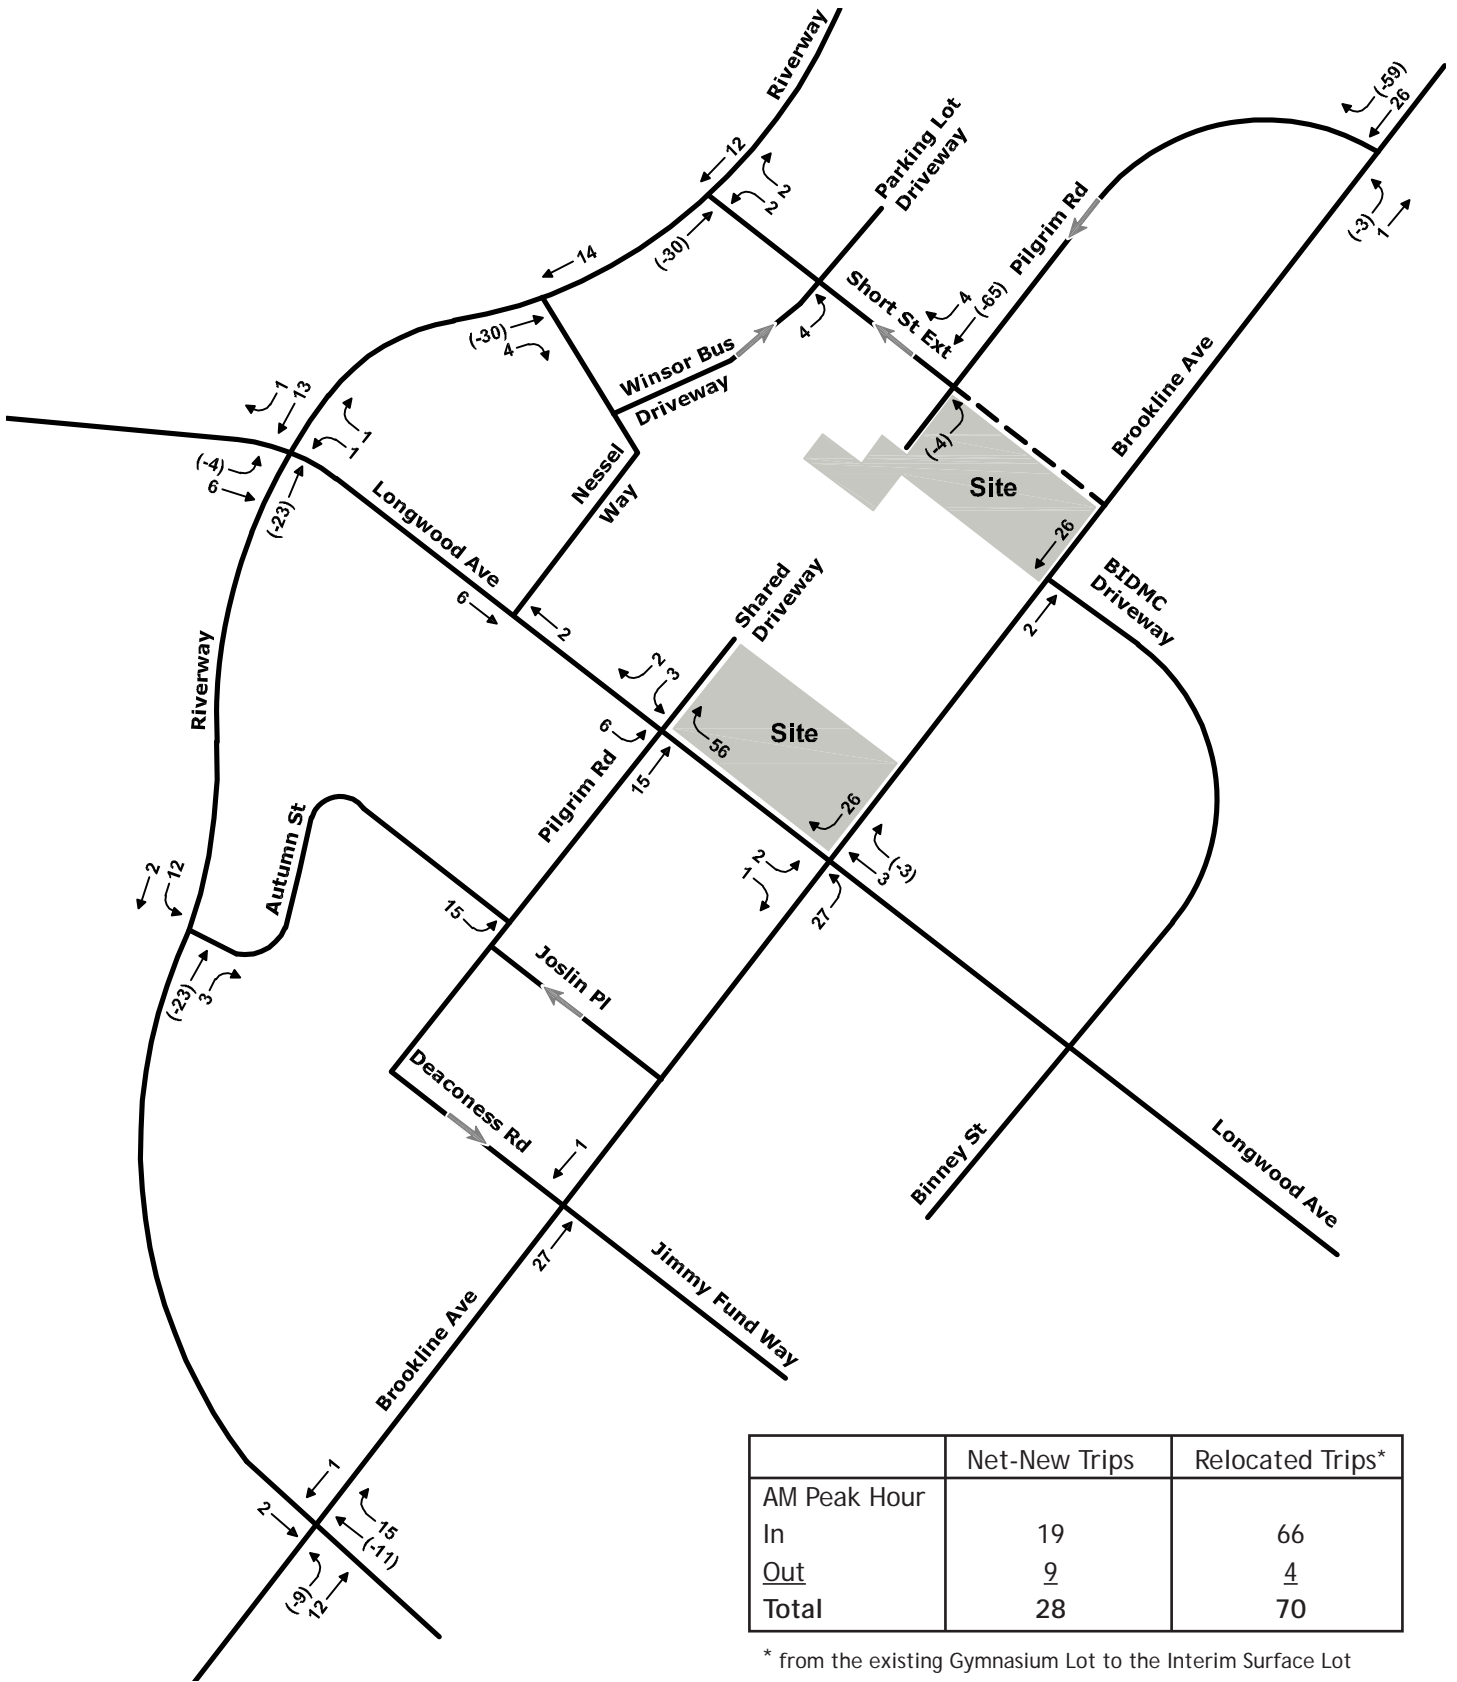 Riverway
(-59)
26
12
2
2
Parking Lot
Driveway
Pilgrim Rd
(-3)
1
(-30)
14
Short St Ext
4
(-65)
(-30)
4
4
Winsor Bus
Driveway
Brookline Ave
1
13
1
1
(-4)
6
(-23)
Nessel
Way
(-4)
Site
26
Longwood Ave
BIDMC
Driveway
6
2
2
Shared
Driveway
Riverway
2
3
6
56
Site
15
Pilgrim Rd
26
Autumn St
2
12
2
1
(-3)
3
27
15
(-23)
3
Joslin Pl
Deaconess Rd
1
Binney St
Longwood Ave
27
Jimmy Fund Way
Brookline Ave
1
2
15
(-11)
(-9)
12
Net-New Trips Relocated Trips*
AM Peak Hour
In 19 66
Out 9 4
Total 28 70
* from the existing Gymnasium Lot to the Interim Surface Lot